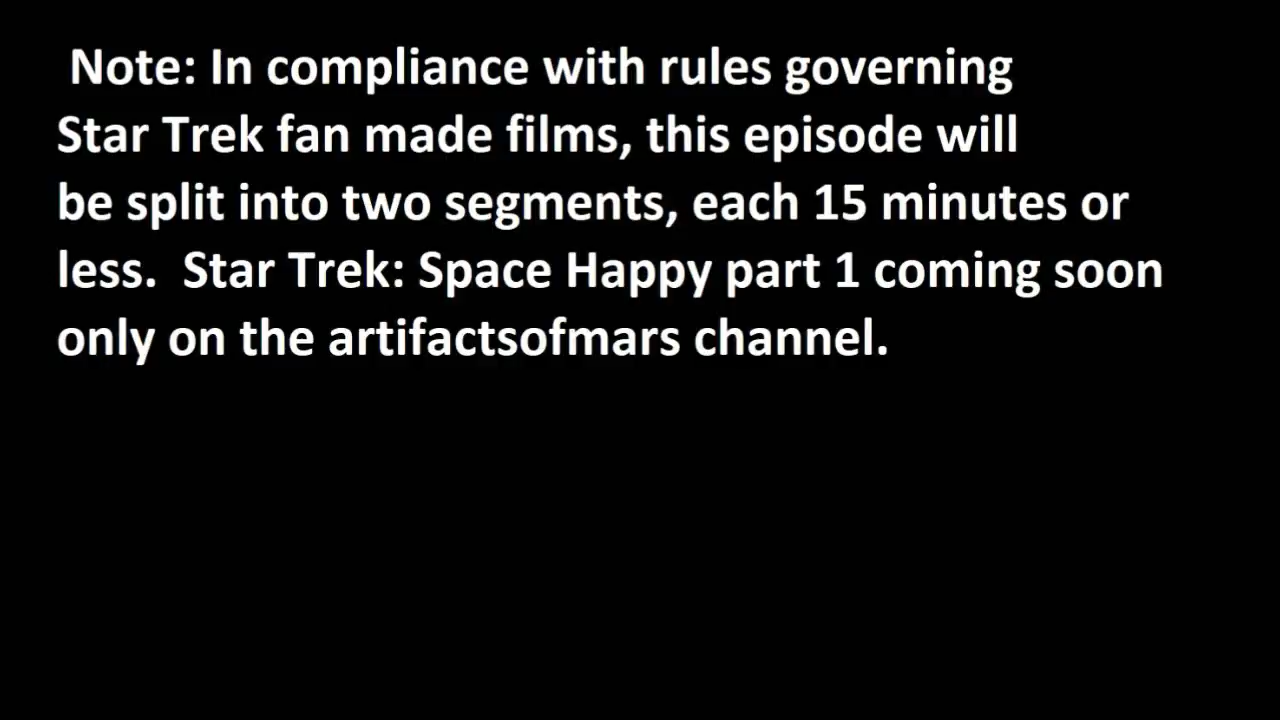 Note: In compliance with rules governing
Star Trek fan made films, this episode will
be split into two segments, each 15 minutes or
less.  Star Trek: Space Happy part 1 coming soon
only on the artifactsofmars channel.